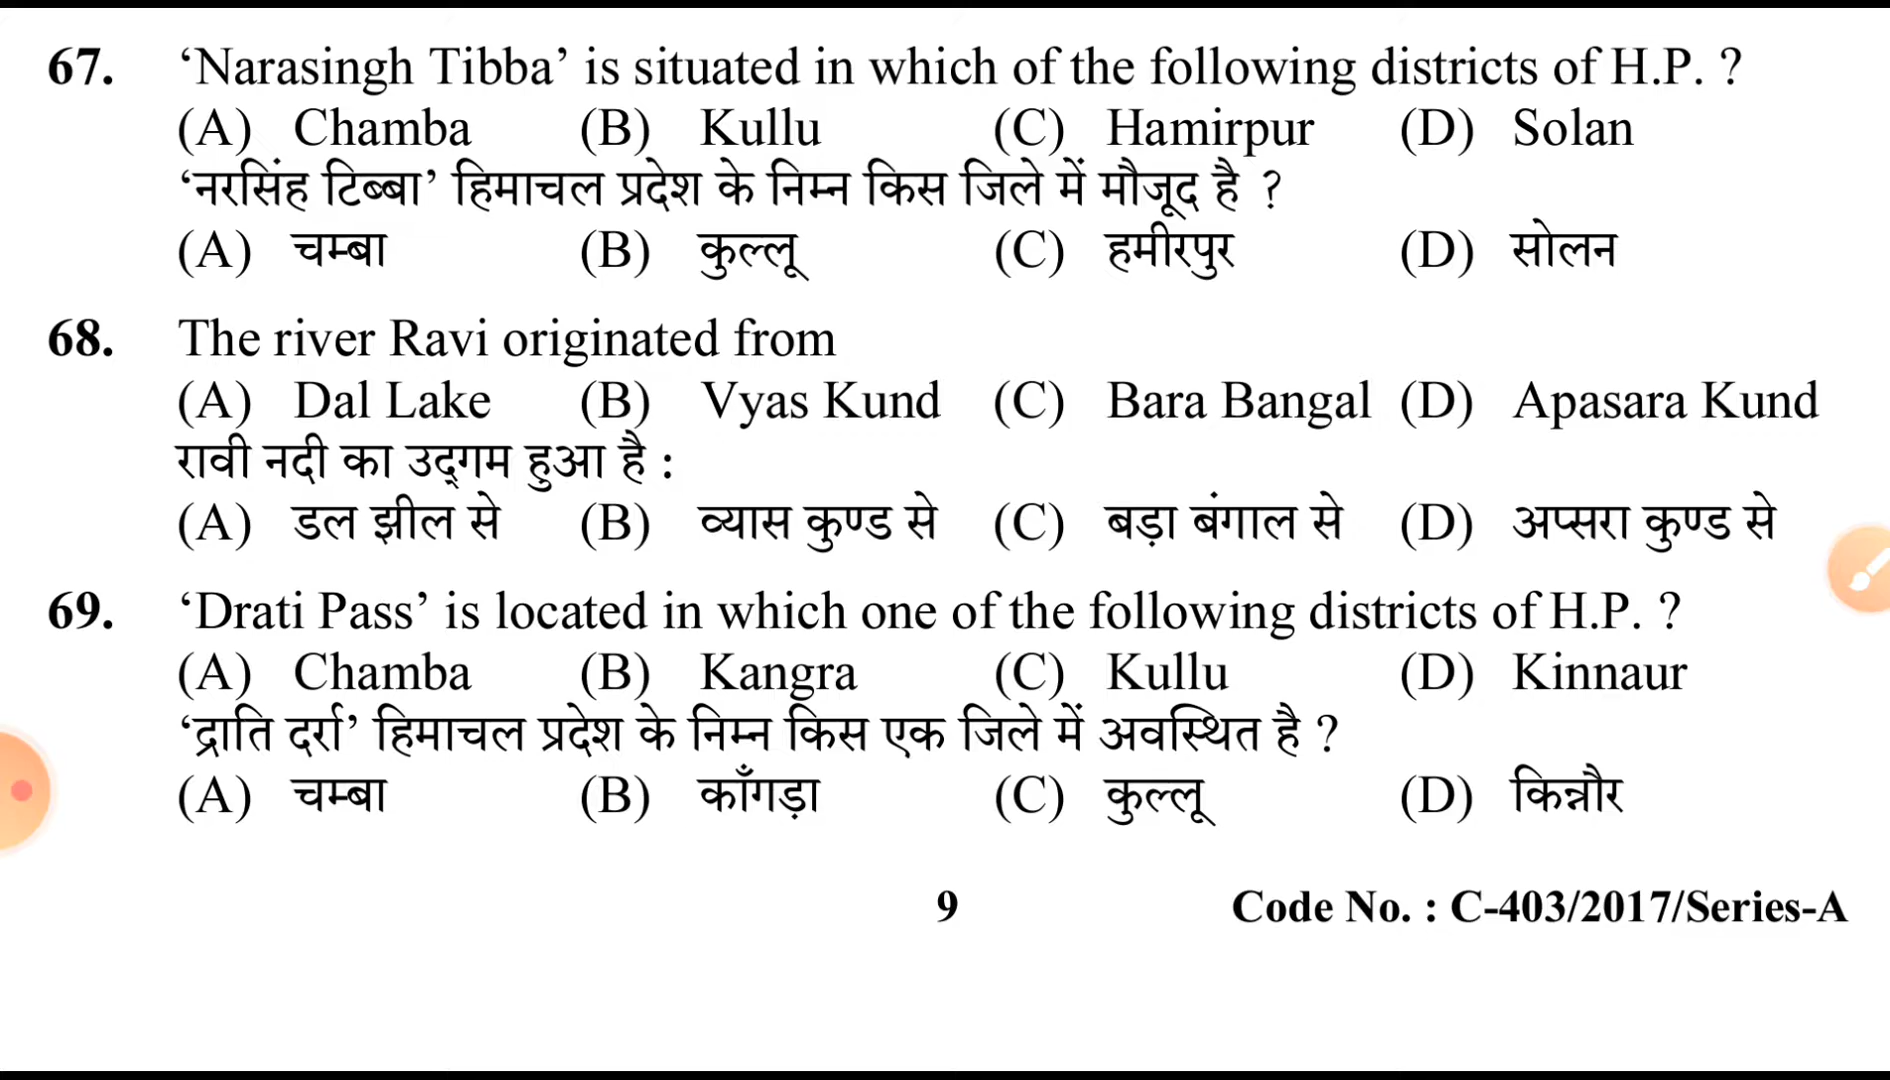 67. ‘Narasingh Tibba’ is situated in which of the following districts of H.P. ?
(A) Chamba (B) Kullu (C) Hamirpur (D) Solan
‘नरसिंह टिब्बा’ हिमाचल प्रदेश के निम्न किस जिले में मौजूद है ?
(A) चम्बा (B) कुल्लू (C) हमीरपुर (D) सोलन
68. The river Ravi originated from
(A) Dal Lake (B) Vyas Kund (C) Bara Bangal (D) Apasara Kund
रावी नदी का उद्‌गम हुआ है :
(A) डल झील से (B) व्यास कुण्ड से (C) बड़ा बंगाल से (D) अप्सरा कुण्ड से
69. ‘Drati Pass’ is located in which one of the following districts of H.P. ?
(A) Chamba (B) Kangra (C) Kullu (D) Kinnaur
‘द्राति दर्रा’ हिमाचल प्रदेश के निम्न किस एक जिले में अवस्थित है ?
(A) चम्बा (B) काँगड़ा (C) कुल्लू (D) किन्नौर
9 Code No. : C-403/2017/Series-A